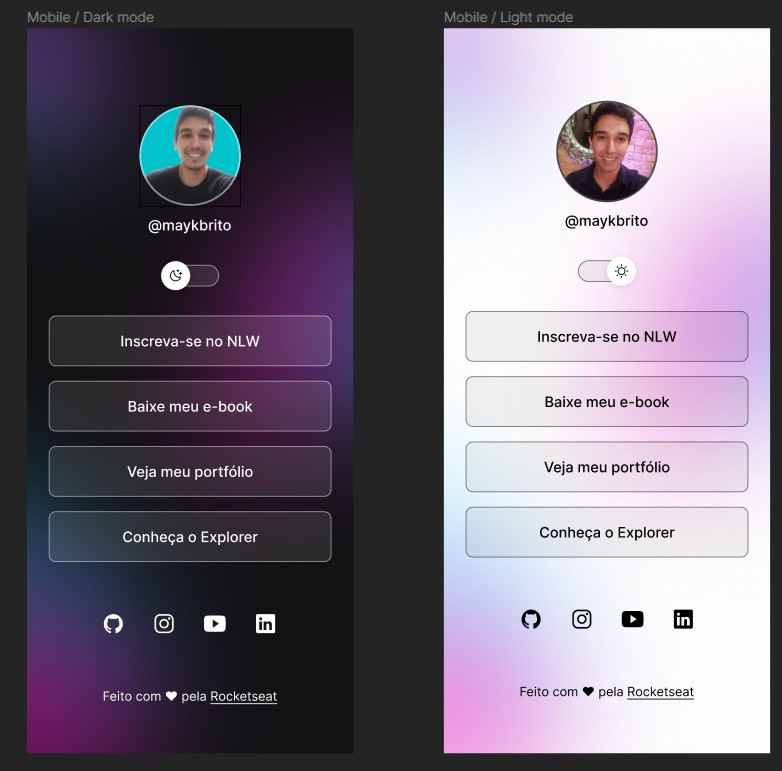 Mobile / Dark mode
@maykbrito
Inscreva-se no NLW
Baixe meu e-book
Veja meu portfólio
Conheça o Explorer
Feito com ♥ pela Rocketseat
Mobile / Light mode
@maykbrito
Inscreva-se no NLW
Baixe meu e-book
Veja meu portfólio
Conheça o Explorer
Feito com ♥ pela Rocketseat